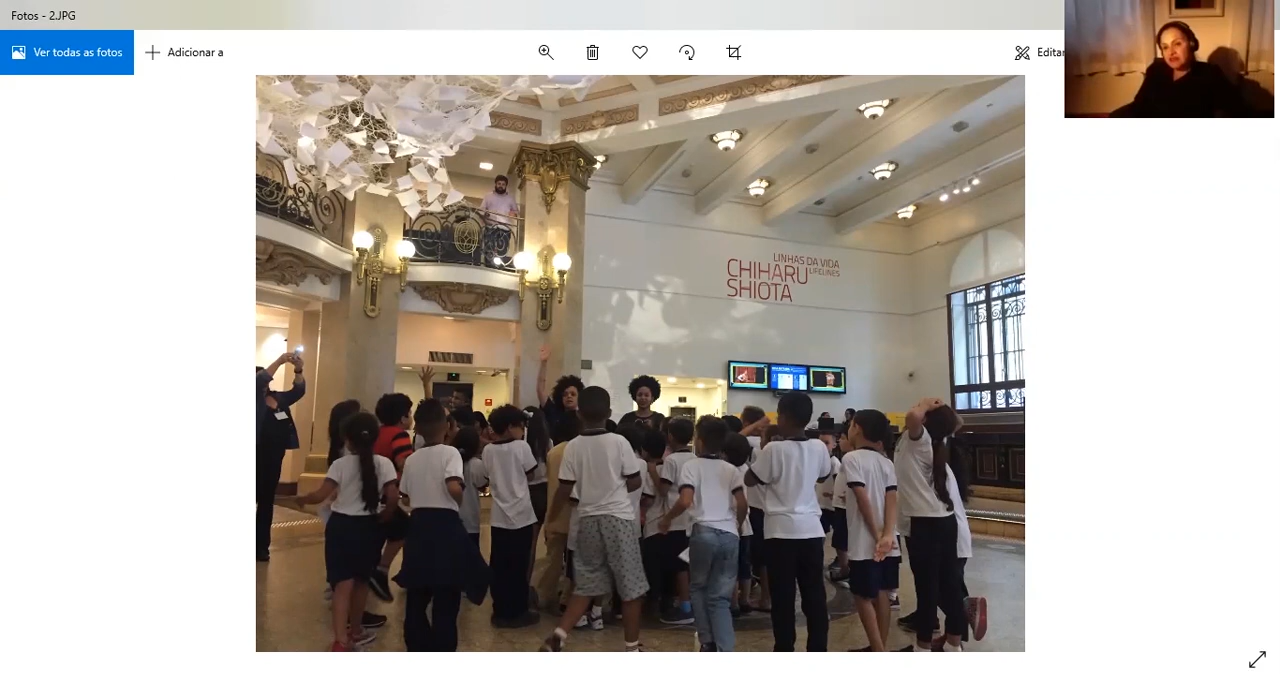 Fotos - 2.JPG
Ver todas as fotos
Adicionar a
Editar
LINHAS DA VIDA
CHIHARU LIFELINES
SHIOTA